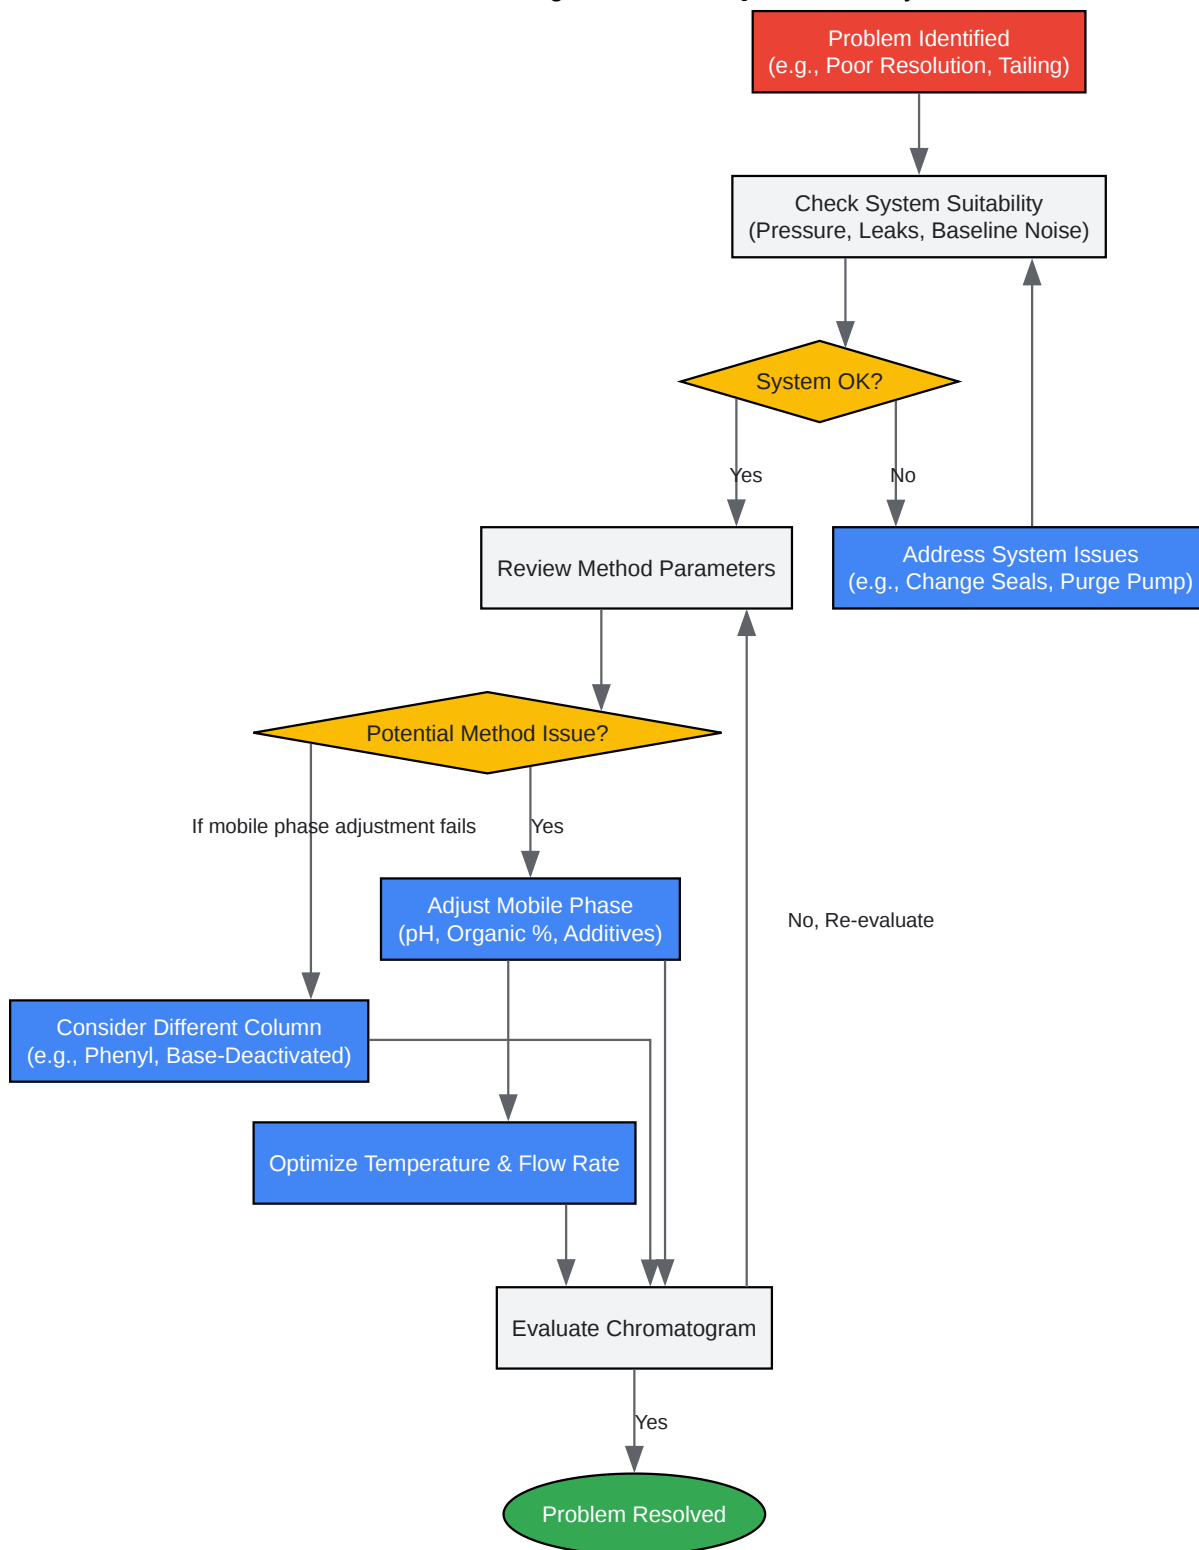 Problem Identified
(e.g., Poor Resolution, Tailing)
Check System Suitability
(Pressure, Leaks, Baseline Noise)
System OK?
Yes
No
Review Method Parameters
Address System Issues
(e.g., Change Seals, Purge Pump)
Potential Method Issue?
If mobile phase adjustment fails
Yes
Adjust Mobile Phase
(pH, Organic %, Additives)
No, Re-evaluate
Consider Different Column
(e.g., Phenyl, Base-Deactivated)
Optimize Temperature & Flow Rate
Evaluate Chromatogram
Yes
Problem Resolved